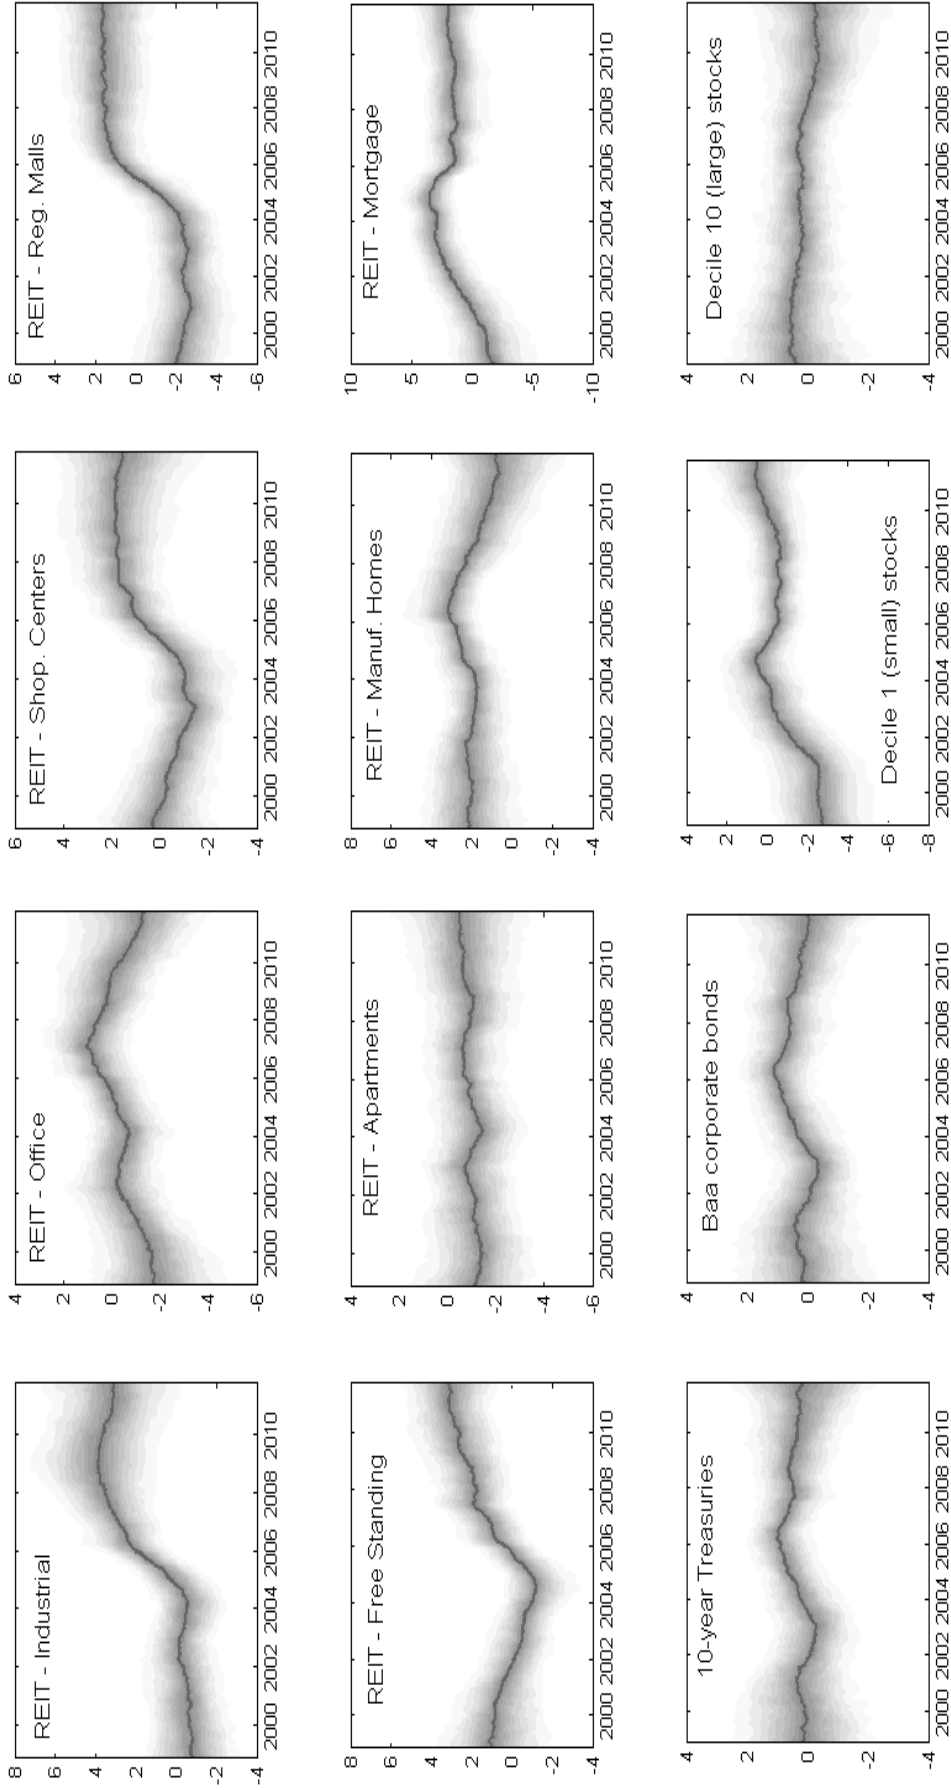 REIT - Industrial
6
4
2
0
-2
-4
2000 2002 2004 2006 2008 2010
REIT - Office
4
2
0
-2
-4
-6
2000 2002 2004 2006 2008 2010
REIT - Shop. Centers
6
4
2
0
-2
-4
2000 2002 2004 2006 2008 2010
REIT - Reg. Malls
6
4
2
0
-2
-4
-6
2000 2002 2004 2006 2008 2010
REIT - Free Standing
6
4
2
0
-2
-4
2000 2002 2004 2006 2008 2010
REIT - Apartments
4
2
0
-2
-4
-6
2000 2002 2004 2006 2008 2010
REIT - Manuf. Homes
8
6
4
2
0
-2
-4
2000 2002 2004 2006 2008 2010
REIT - Mortgage
10
5
0
-5
-10
2000 2002 2004 2006 2008 2010
10-year Treasuries
4
2
0
-2
-4
2000 2002 2004 2006 2008 2010
Baa corporate bonds
4
2
0
-2
-4
2000 2002 2004 2006 2008 2010
4
2
0
-2
-4
-6
-8
Decile 1 (small) stocks
2000 2002 2004 2006 2008 2010
Decile 10 (large) stocks
4
2
0
-2
-4
2000 2002 2004 2006 2008 2010